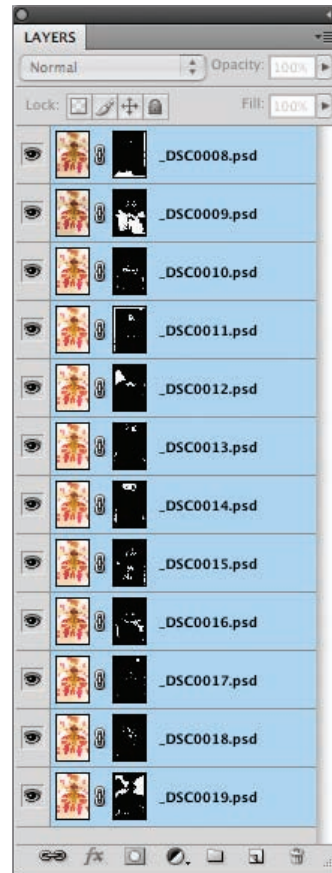 LAYERS
Normal Opacity: 100%
Lock: Fill: 100%
_DSC0008.psd
_DSC0009.psd
_DSC0010.psd
_DSC0011.psd
_DSC0012.psd
_DSC0013.psd
_DSC0014.psd
_DSC0015.psd
_DSC0016.psd
_DSC0017.psd
_DSC0018.psd
_DSC0019.psd
fx